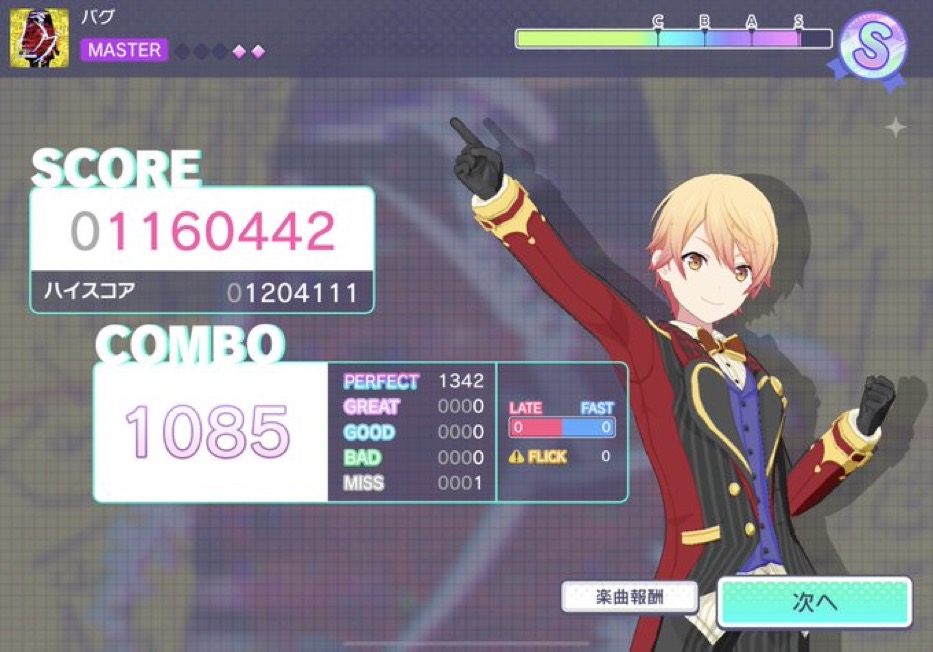 バグ
MASTER
C B A S
S
SCORE
01160442
ハイスコア 01204111
COMBO
1085
PERFECT 1342
GREAT 0000
GOOD 0000
BAD 0000
MISS 0001
LATE FAST
0 0
FLICK 0
楽曲報酬
次へ